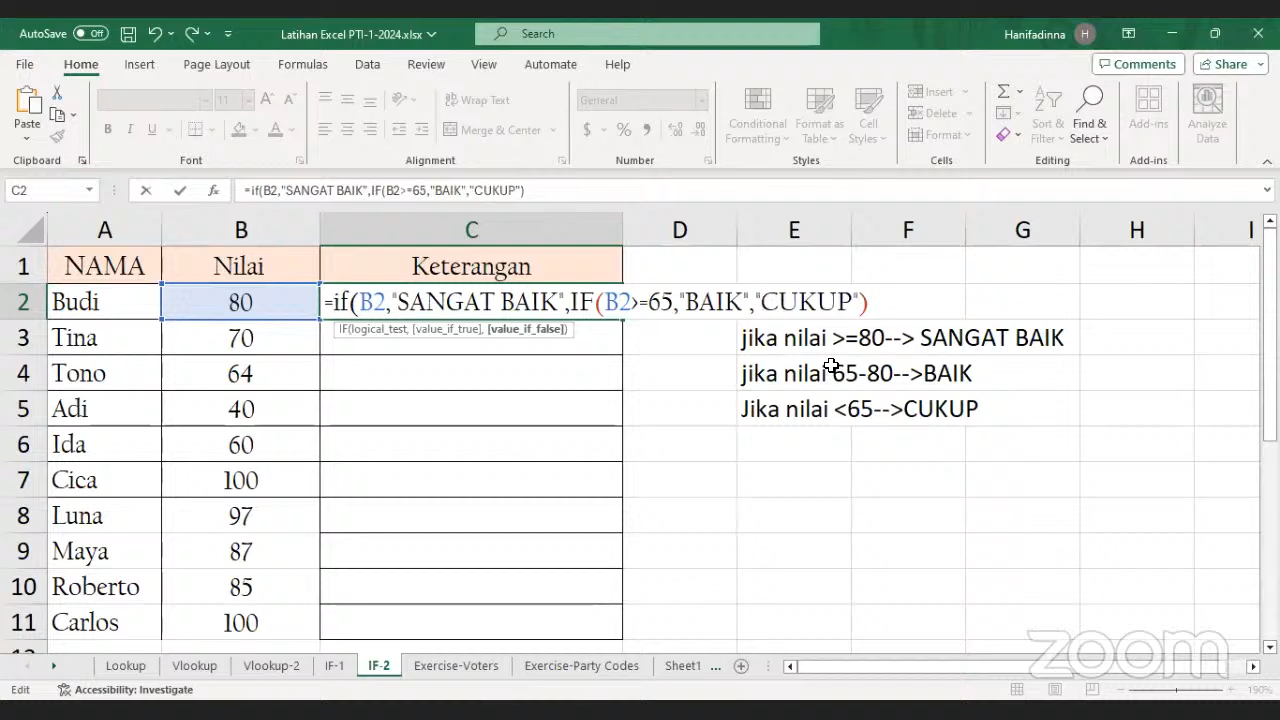 AutoSave Off Latihan Excel PTI-1-2024.xlsx Search Hanifadinna H
File Home Insert Page Layout Formulas Data Review View Automate Help Comments Share
Paste
11 A A
Wrap Text
General
B I U
A
Merge & Center
$ % ,
Conditional Formatting
Format as Table
Cell Styles
Insert
Delete
Format
Sort & Filter
Find & Select
Add-ins
Analyze Data
Clipboard Font Alignment Number Styles Cells Editing Add-ins
C2 fx =if(B2,"SANGAT BAIK",IF(B2>=65,"BAIK","CUKUP")
A B C D E F G H I
1 NAMA Nilai Keterangan
2 Budi 80 =if(B2,"SANGAT BAIK",IF(B2>=65,"BAIK","CUKUP")
IF(logical_test, [value_if_true], [value_if_false])
3 Tina 70 jika nilai >=80--> SANGAT BAIK
4 Tono 64 jika nilai 65-80-->BAIK
5 Adi 40 Jika nilai <65-->CUKUP
6 Ida 60
7 Cica 100
8 Luna 97
9 Maya 87
10 Roberto 85
11 Carlos 100
Lookup Vlookup Vlookup-2 IF-1 IF-2 Exercise-Voters Exercise-Party Codes Sheet1 ...
zoom
Edit Accessibility: Investigate 190%